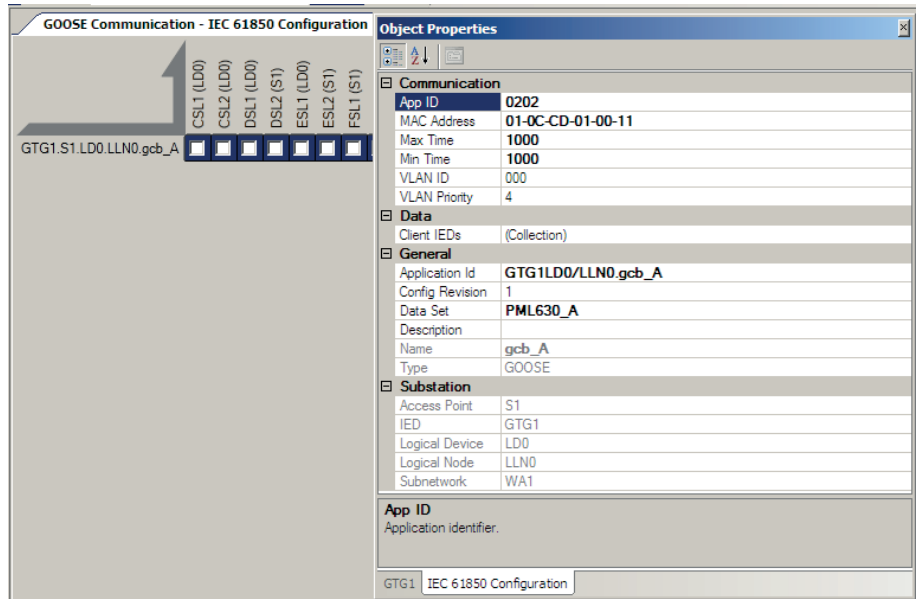 GOOSE Communication - IEC 61850 Configuration
CSL1 (LD0)
CSL2 (LD0)
DSL1 (LD0)
DSL2 (S1)
ESL1 (LD0)
ESL2 (S1)
FSL1 (S1)
GTG1.S1.LD0.LLN0.gcb_A
Object Properties
Communication
App ID 0202
MAC Address 01-0C-CD-01-00-11
Max Time 1000
Min Time 1000
VLAN ID 000
VLAN Priority 4
Data
Client IEDs (Collection)
General
Application Id GTG1LD0/LLN0.gcb_A
Config Revision 1
Data Set PML630_A
Description
Name gcb_A
Type GOOSE
Substation
Access Point S1
IED GTG1
Logical Device LD0
Logical Node LLN0
Subnetwork WA1
App ID
Application identifier.
GTG1 IEC 61850 Configuration